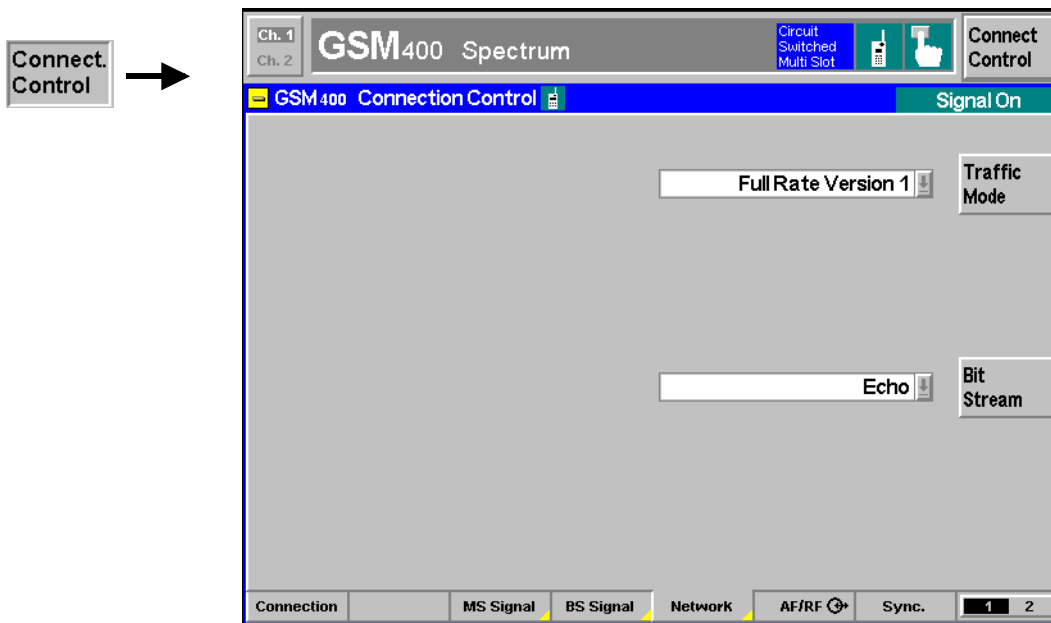 Connect.
Control
Ch. 1
Ch. 2
GSM400 Spectrum
Circuit
Switched
Multi Slot
Connect
Control
GSM 400 Connection Control
Signal On
Full Rate Version 1
Traffic
Mode
Echo
Bit
Stream
Connection
MS Signal
BS Signal
Network
AF/RF
Sync.
1 2